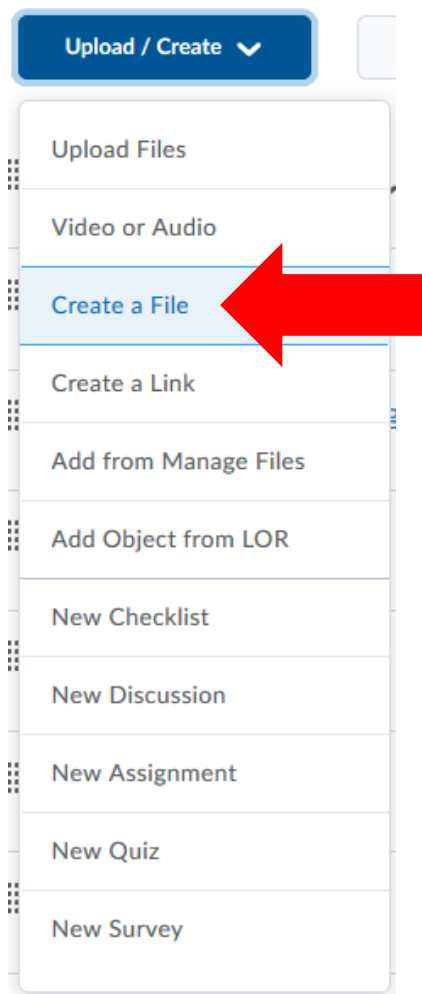 Upload / Create
Upload Files
Video or Audio
Create a File
Create a Link
Add from Manage Files
Add Object from LOR
New Checklist
New Discussion
New Assignment
New Quiz
New Survey